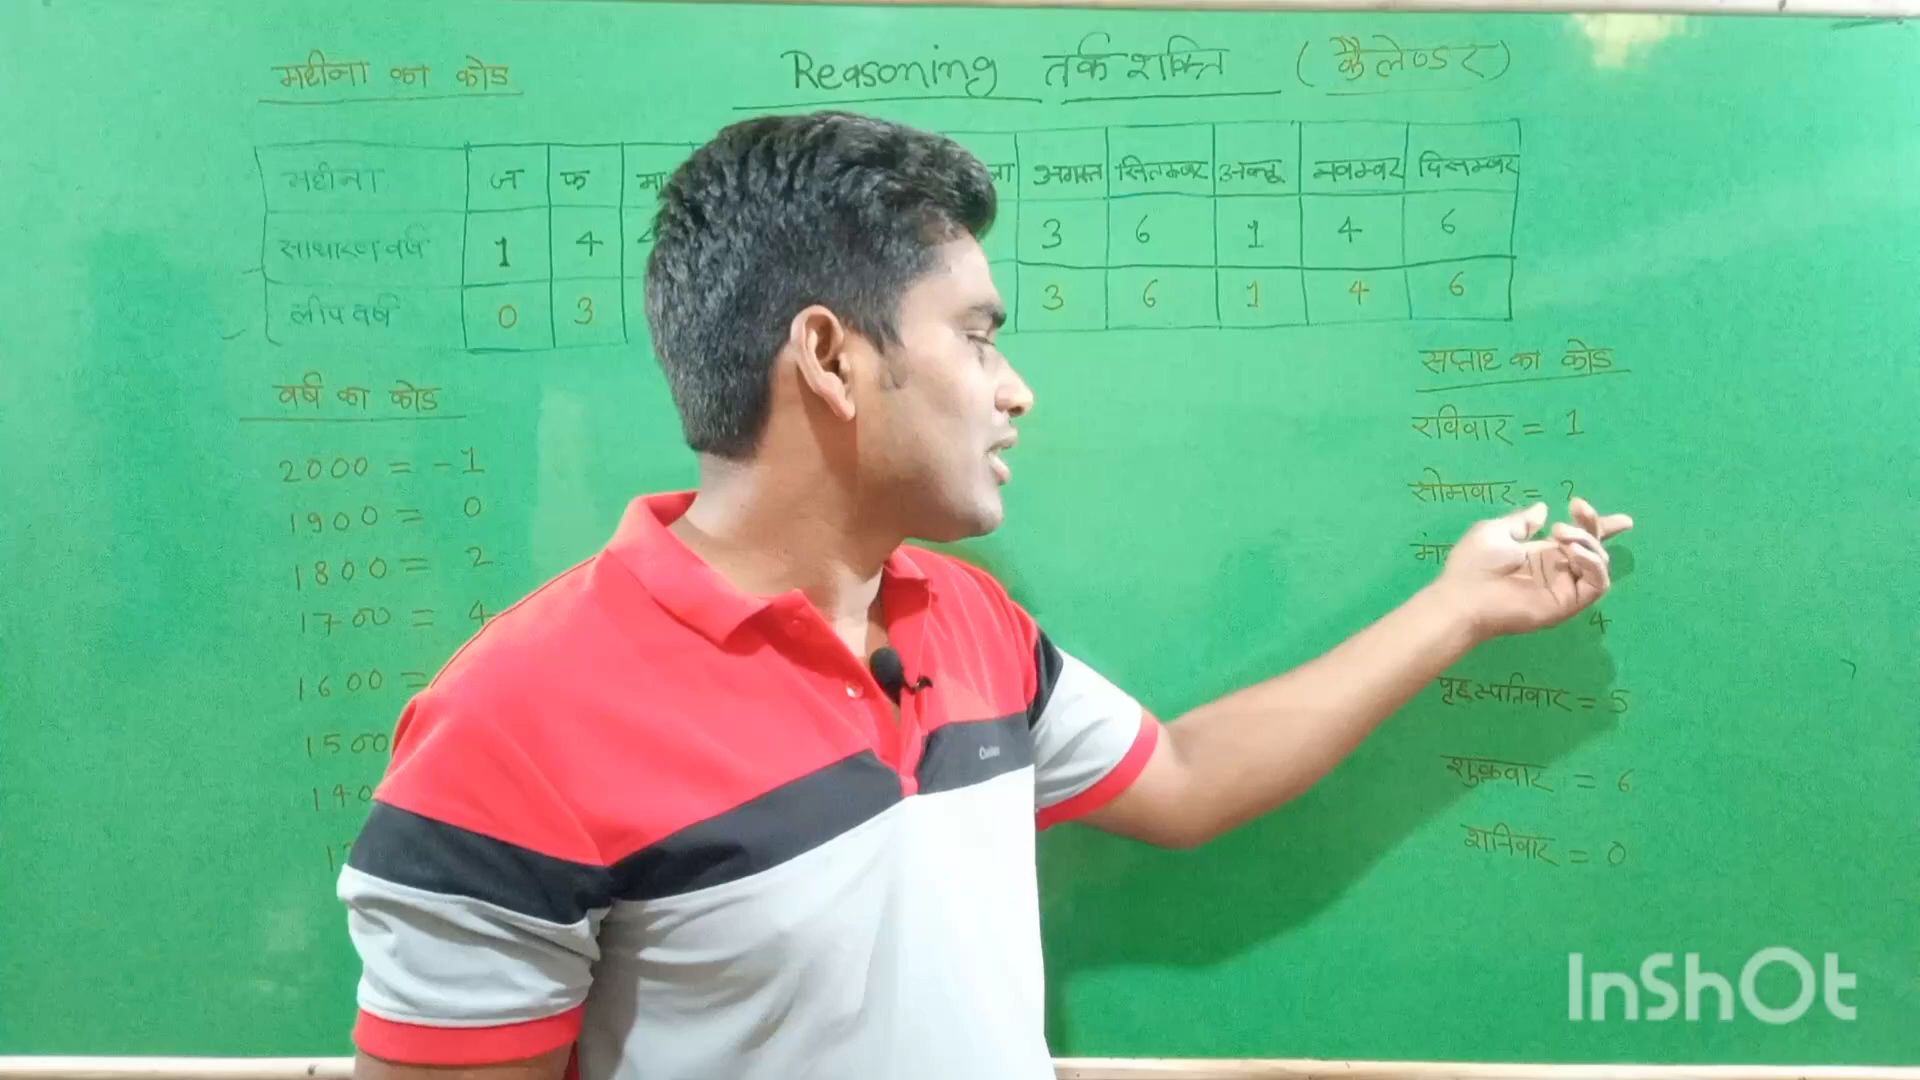 महीना का कोड
Reasoning तर्क शक्ति (कैलेण्डर)
महीना ज फ मा अगस्त सितम्बर अक्टू नवम्बर दिसम्बर
साधारण वर्ष 1 4 3 6 1 4 6
लीप वर्ष 0 3 3 6 1 4 6
वर्ष का कोड
2000 = -1
1900 = 0
1800 = 2
1700 = 4
1600 =
1500
सप्ताह का कोड
रविवार = 1
सोमवार =
4
बृहस्पतिवार = 5
शुक्रवार = 6
शनिवार = 0
InShOt